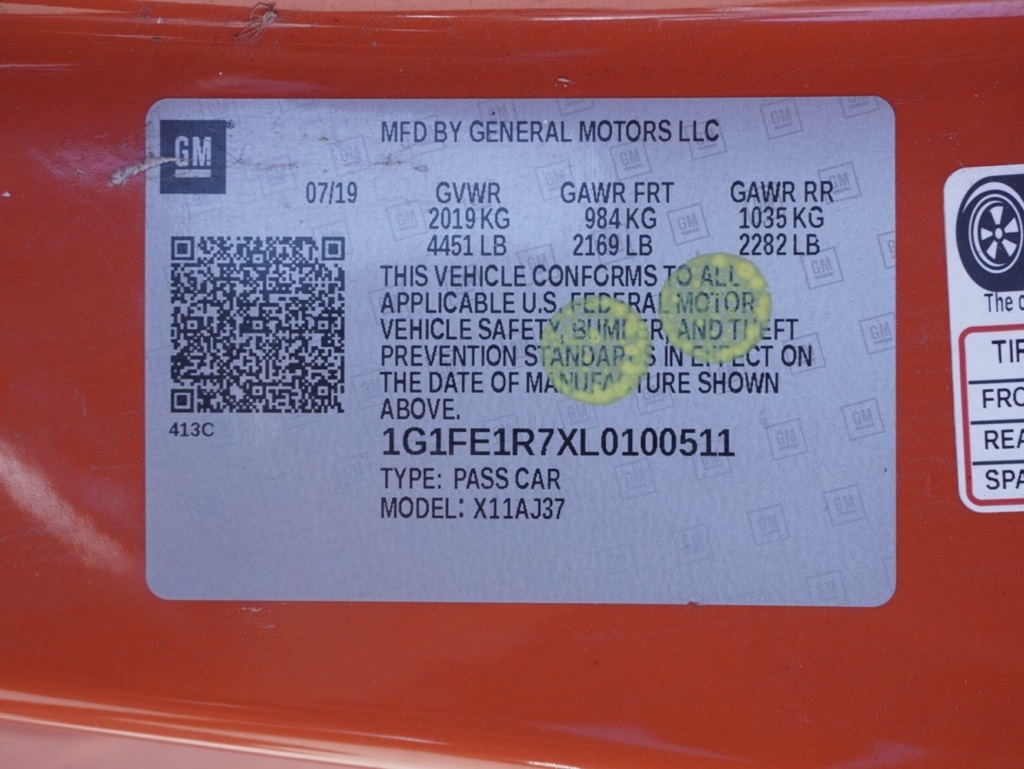 GM
MFD BY GENERAL MOTORS LLC
07/19 GVWR GAWR FRT GAWR RR
2019 KG 984 KG 1035 KG
4451 LB 2169 LB 2282 LB
THIS VEHICLE CONFORMS TO ALL
APPLICABLE U.S. FEDERAL MOTOR
VEHICLE SAFETY, BUMPER, AND THEFT
PREVENTION STANDARDS IN EFFECT ON
THE DATE OF MANUFACTURE SHOWN
ABOVE.
413C
1G1FE1R7XL0100511
TYPE: PASS CAR
MODEL: X11AJ37
The